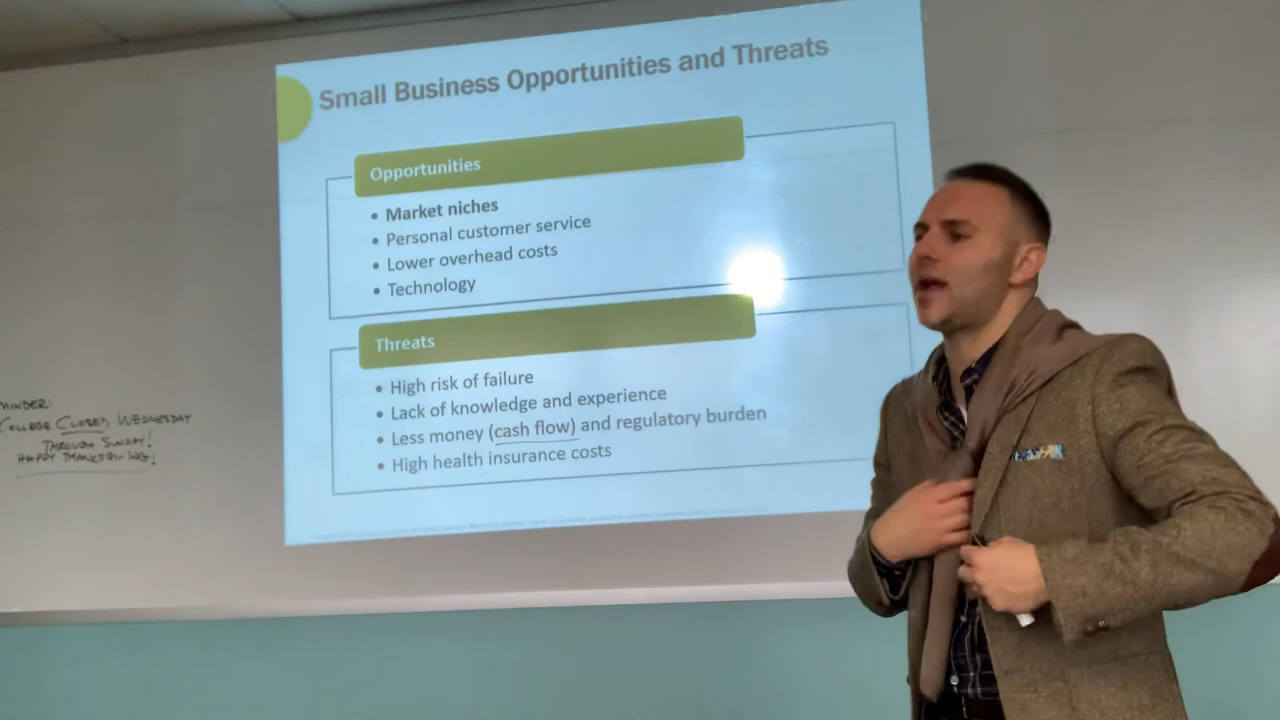 Small Business Opportunities and Threats
Opportunities
• Market niches
• Personal customer service
• Lower overhead costs
• Technology
Threats
• High risk of failure
• Lack of knowledge and experience
• Less money (cash flow) and regulatory burden
• High health insurance costs
MINDER:
COLLEGE CLOSED WEDNESDAY
THROUGH SUNDAY!
HAPPY THANKSGIVING!